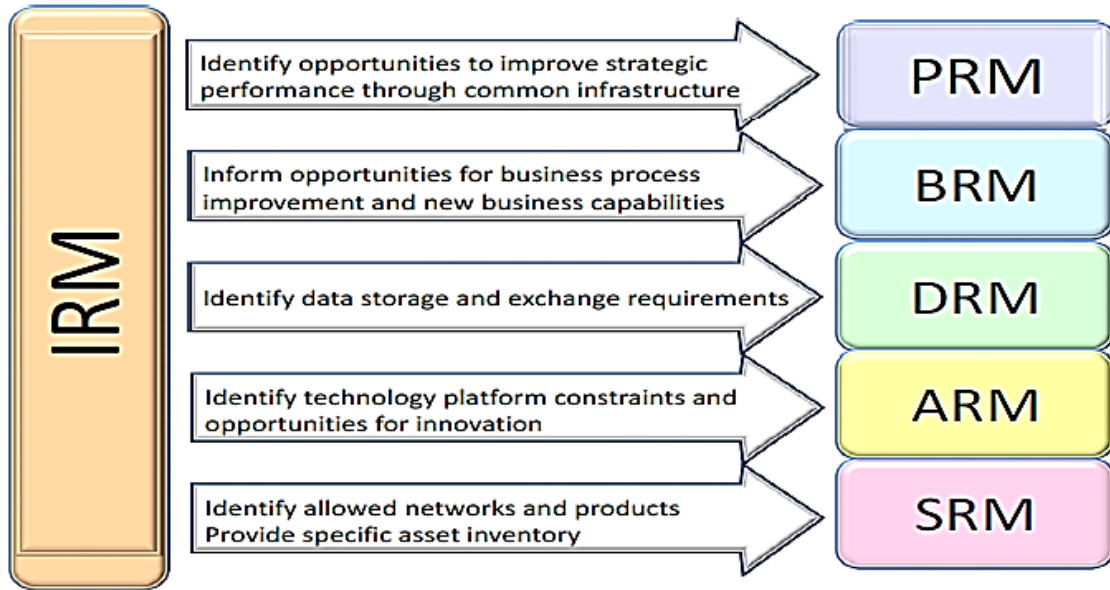 IRM
Identify opportunities to improve strategic
performance through common infrastructure
PRM
Inform opportunities for business process
improvement and new business capabilities
BRM
Identify data storage and exchange requirements
DRM
Identify technology platform constraints and
opportunities for innovation
ARM
Identify allowed networks and products
Provide specific asset inventory
SRM